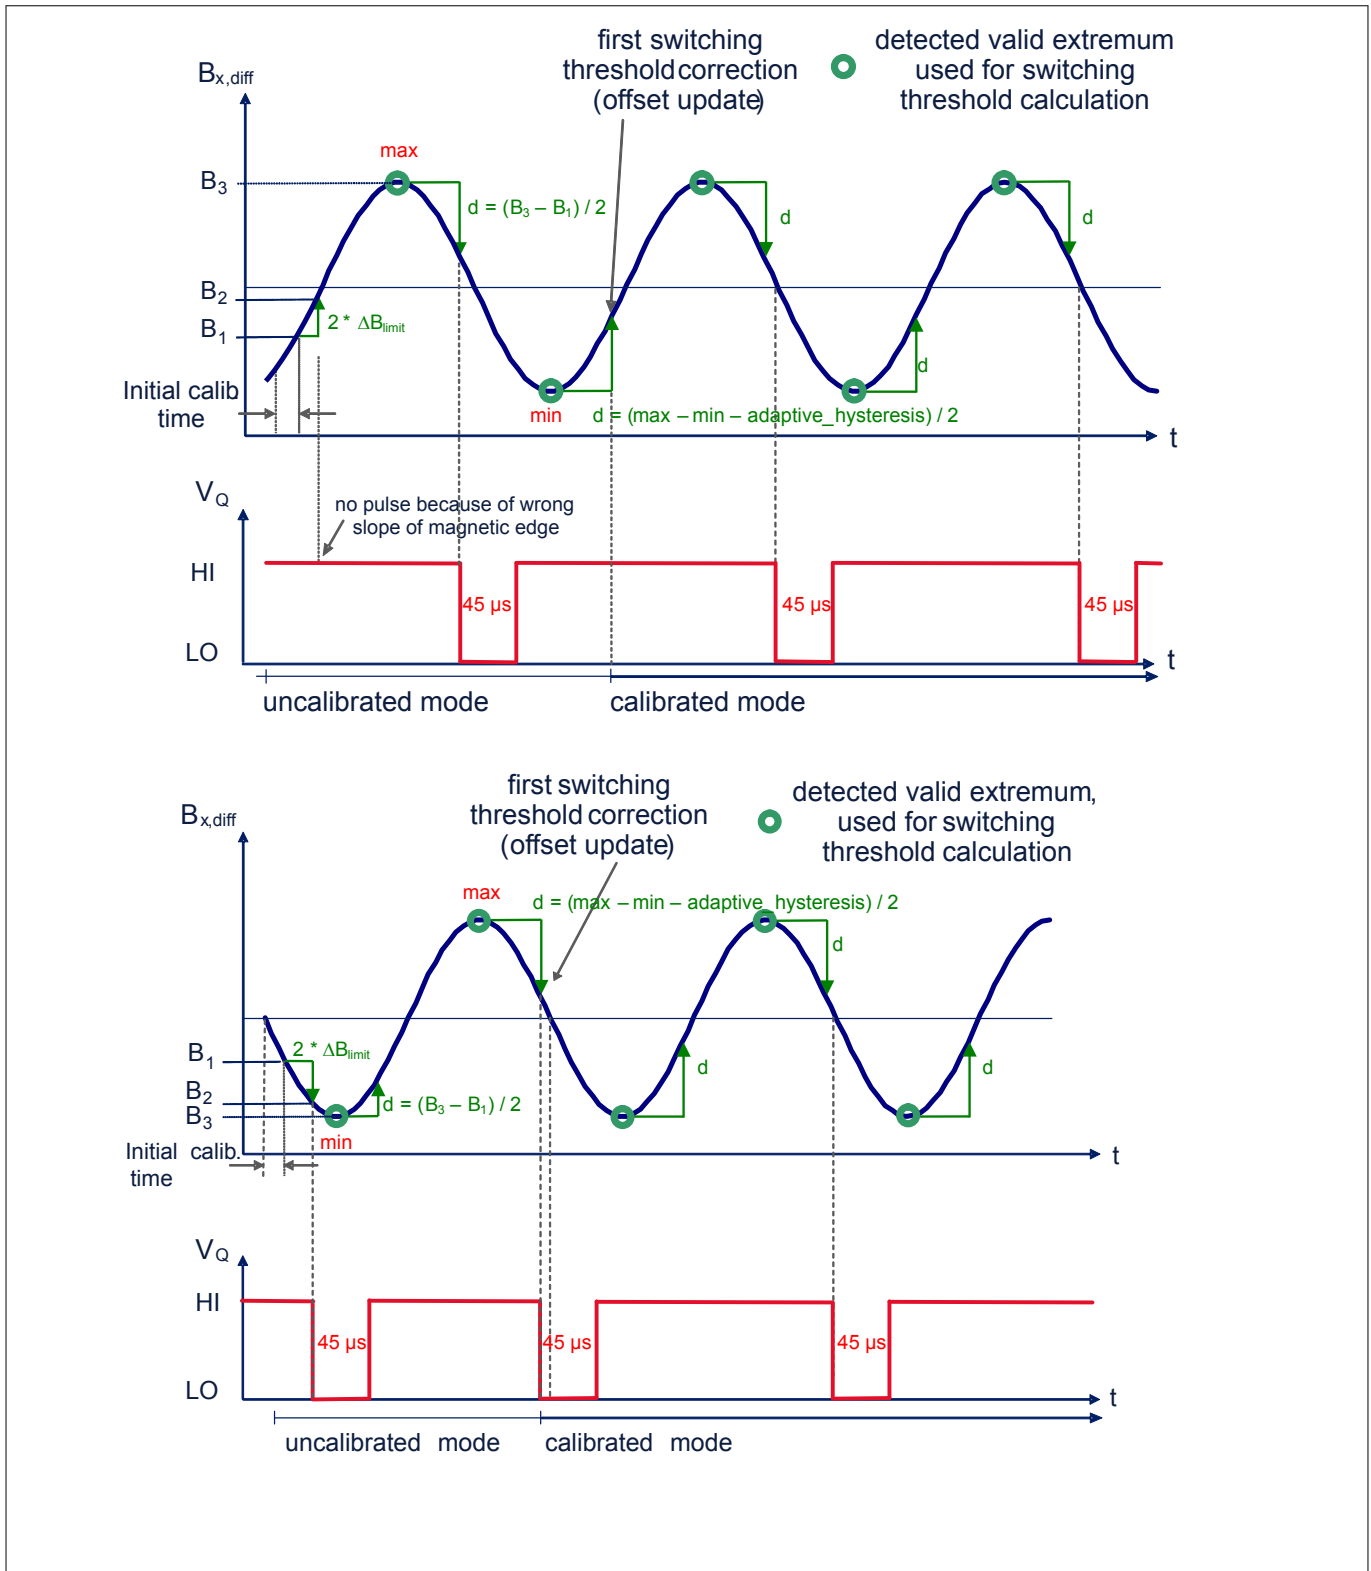 first switching
threshold correction
(offset update)
detected valid extremum
used for switching
threshold calculation
Bx,diff
max
B3
d = (B3 – B1) / 2
d
d
B2
2 * ΔBlimit
B1
d
Initial calib.
time
min
d = (max – min – adaptive_hysteresis) / 2
t
VQ
no pulse because of wrong
slope of magnetic edge
HI
45 µs
45 µs
45 µs
LO
t
uncalibrated mode
calibrated mode
first switching
threshold correction
(offset update)
detected valid extremum,
used for switching
threshold calculation
Bx,diff
max
d = (max – min – adaptive_hysteresis) / 2
d
B1
2 * ΔBlimit
d
d
B2
d = (B3 – B1) / 2
B3
min
Initial calib.
time
t
VQ
HI
45 µs
45 µs
45 µs
LO
t
uncalibrated mode
calibrated mode